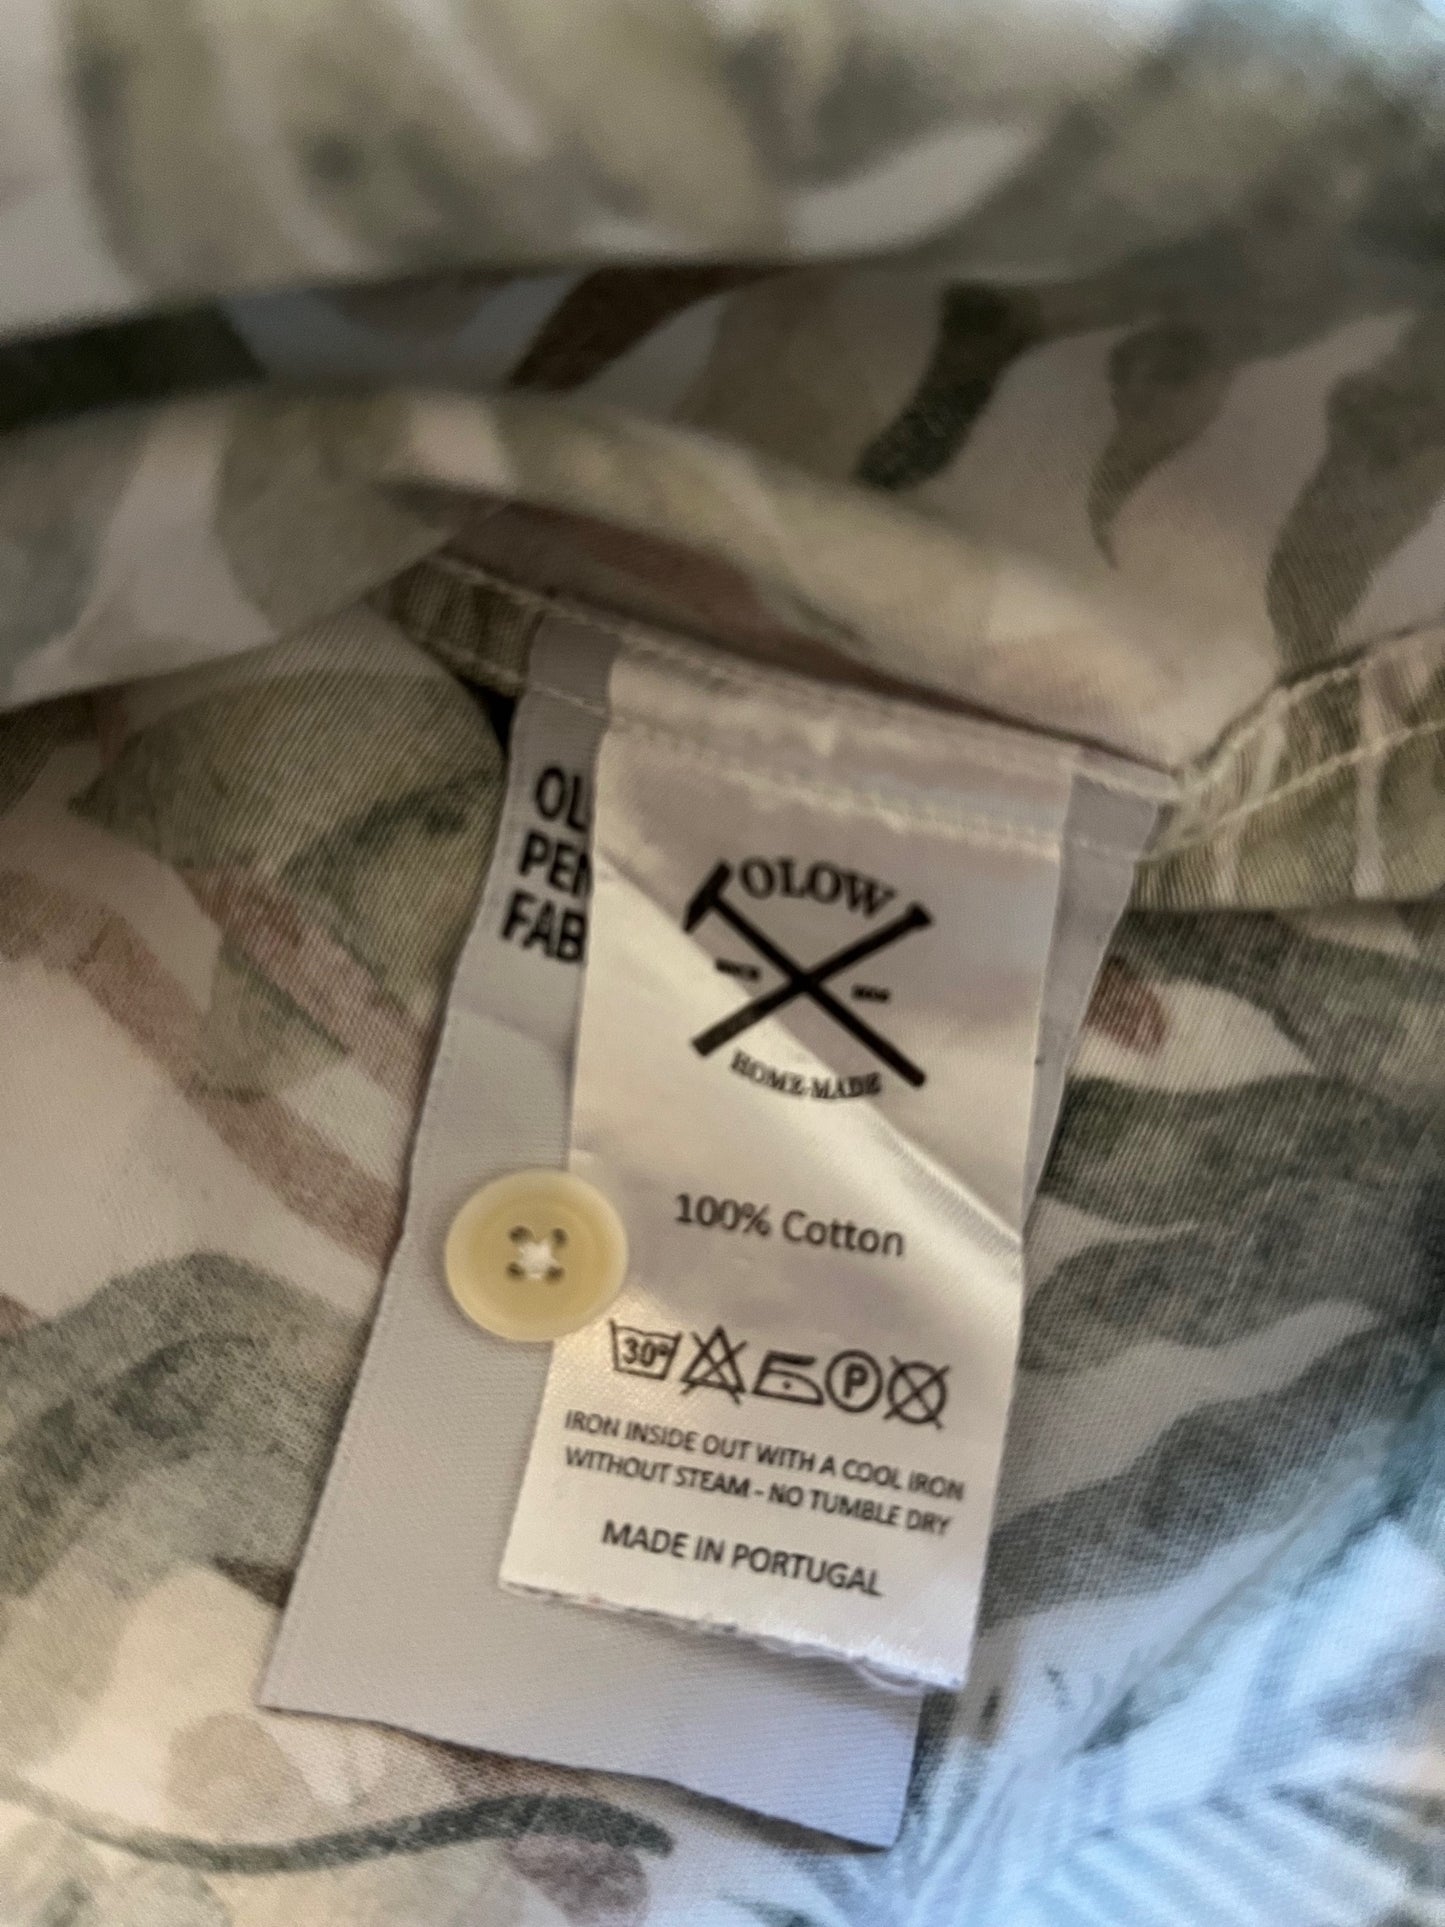 OL
PEN
FAB
OLOW
HOME-MADE
100% Cotton
30°
P
IRON INSIDE OUT WITH A COOL IRON
WITHOUT STEAM - NO TUMBLE DRY
MADE IN PORTUGAL